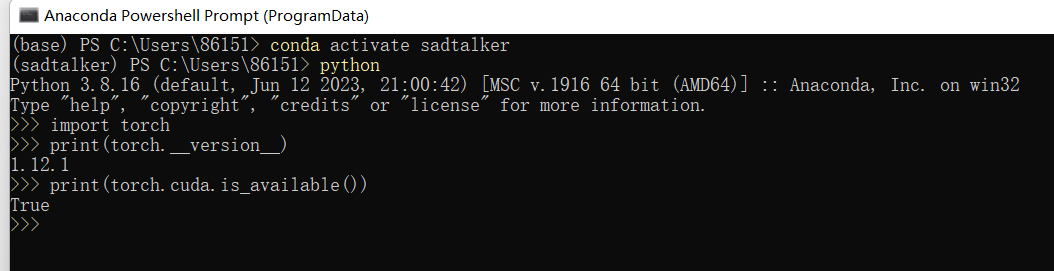 Anaconda Powershell Prompt (ProgramData)
(base) PS C:\Users\86151> conda activate sadtalker
(sadtalker) PS C:\Users\86151> python
Python 3.8.16 (default, Jun 12 2023, 21:00:42) [MSC v.1916 64 bit (AMD64)] :: Anaconda, Inc. on win32
Type "help", "copyright", "credits" or "license" for more information.
>>> import torch
>>> print(torch.__version__)
1.12.1
>>> print(torch.cuda.is_available())
True
>>>